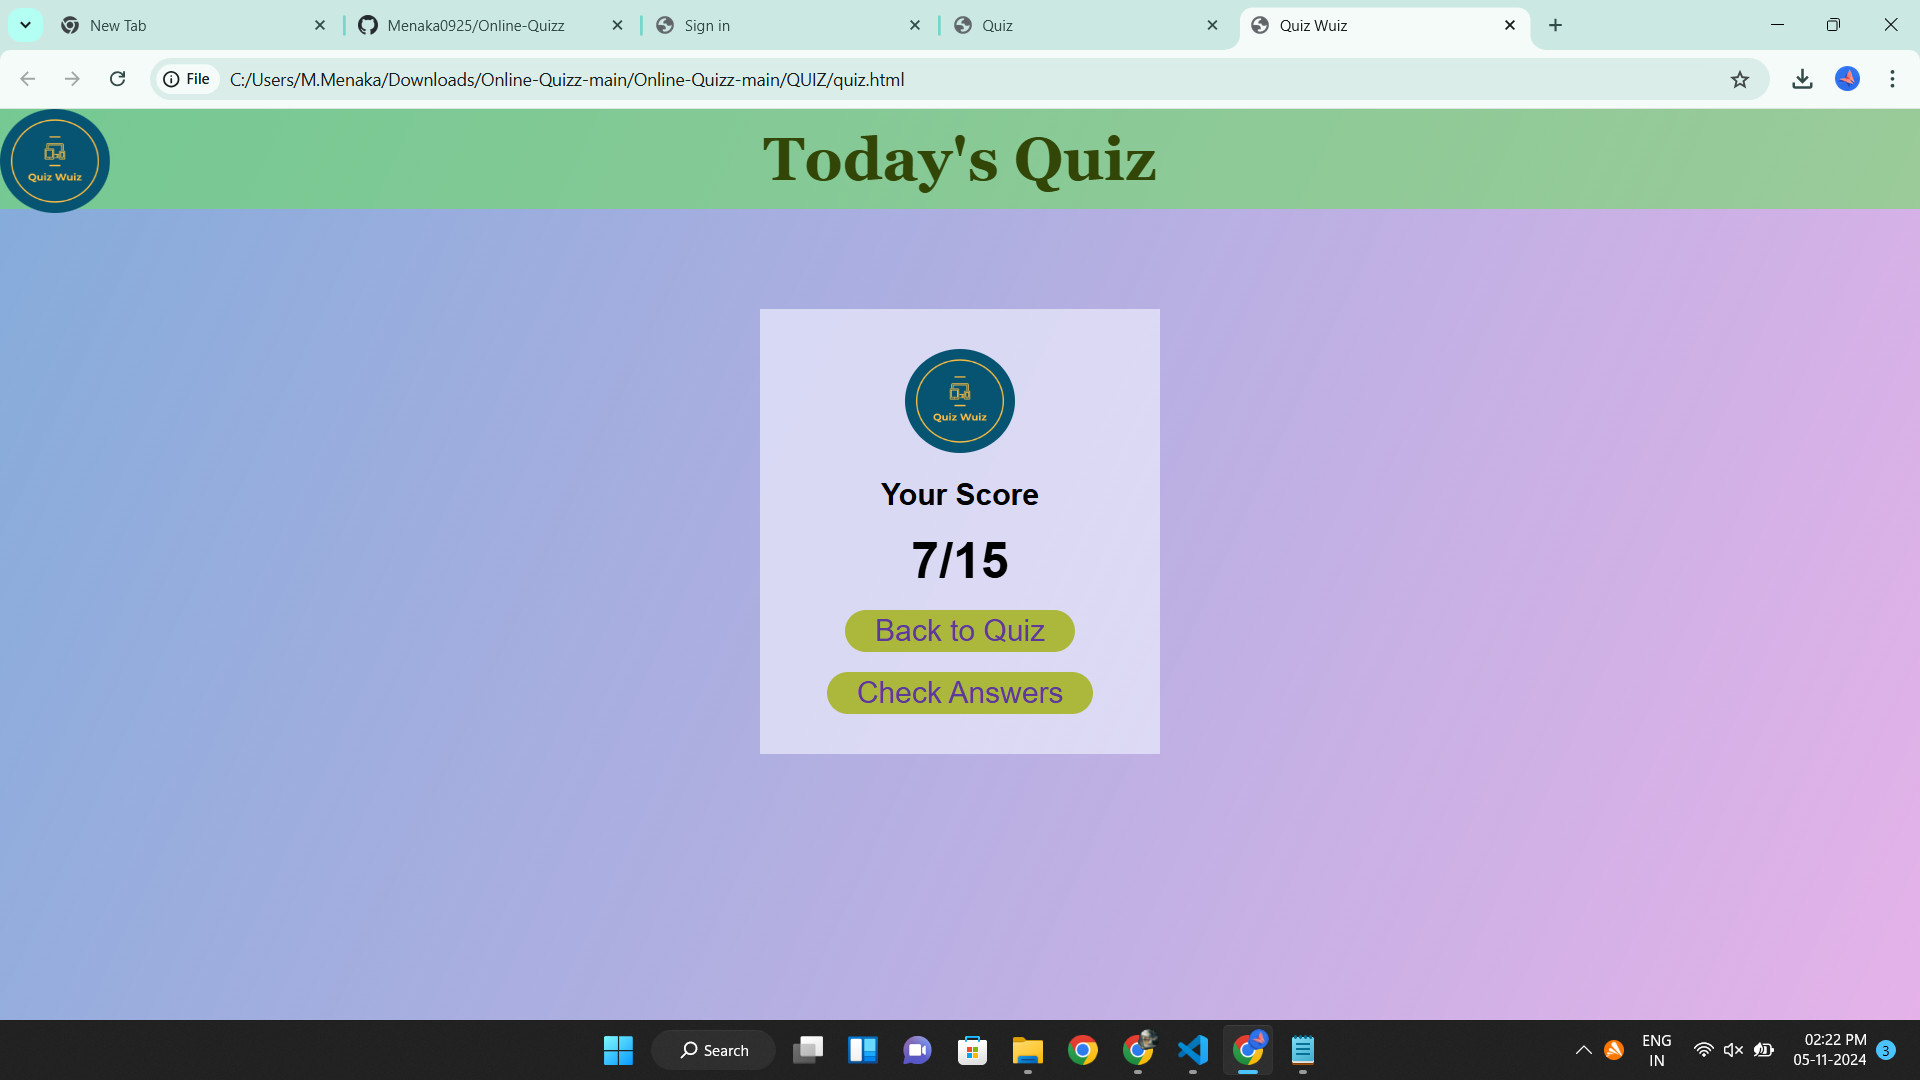 New Tab
Menaka0925/Online-Quizz
Sign in
Quiz
Quiz Wuiz
File
C:/Users/M.Menaka/Downloads/Online-Quizz-main/Online-Quizz-main/QUIZ/quiz.html
Quiz Wuiz
Today's Quiz
Quiz Wuiz
Your Score
7/15
Back to Quiz
Check Answers
Search
ENG
IN
02:22 PM
05-11-2024
3